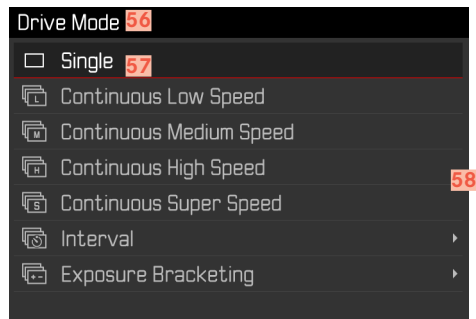 Drive Mode 56
Single 57
L Continuous Low Speed
M Continuous Medium Speed
H Continuous High Speed
58
S Continuous Super Speed
Interval
+- Exposure Bracketing